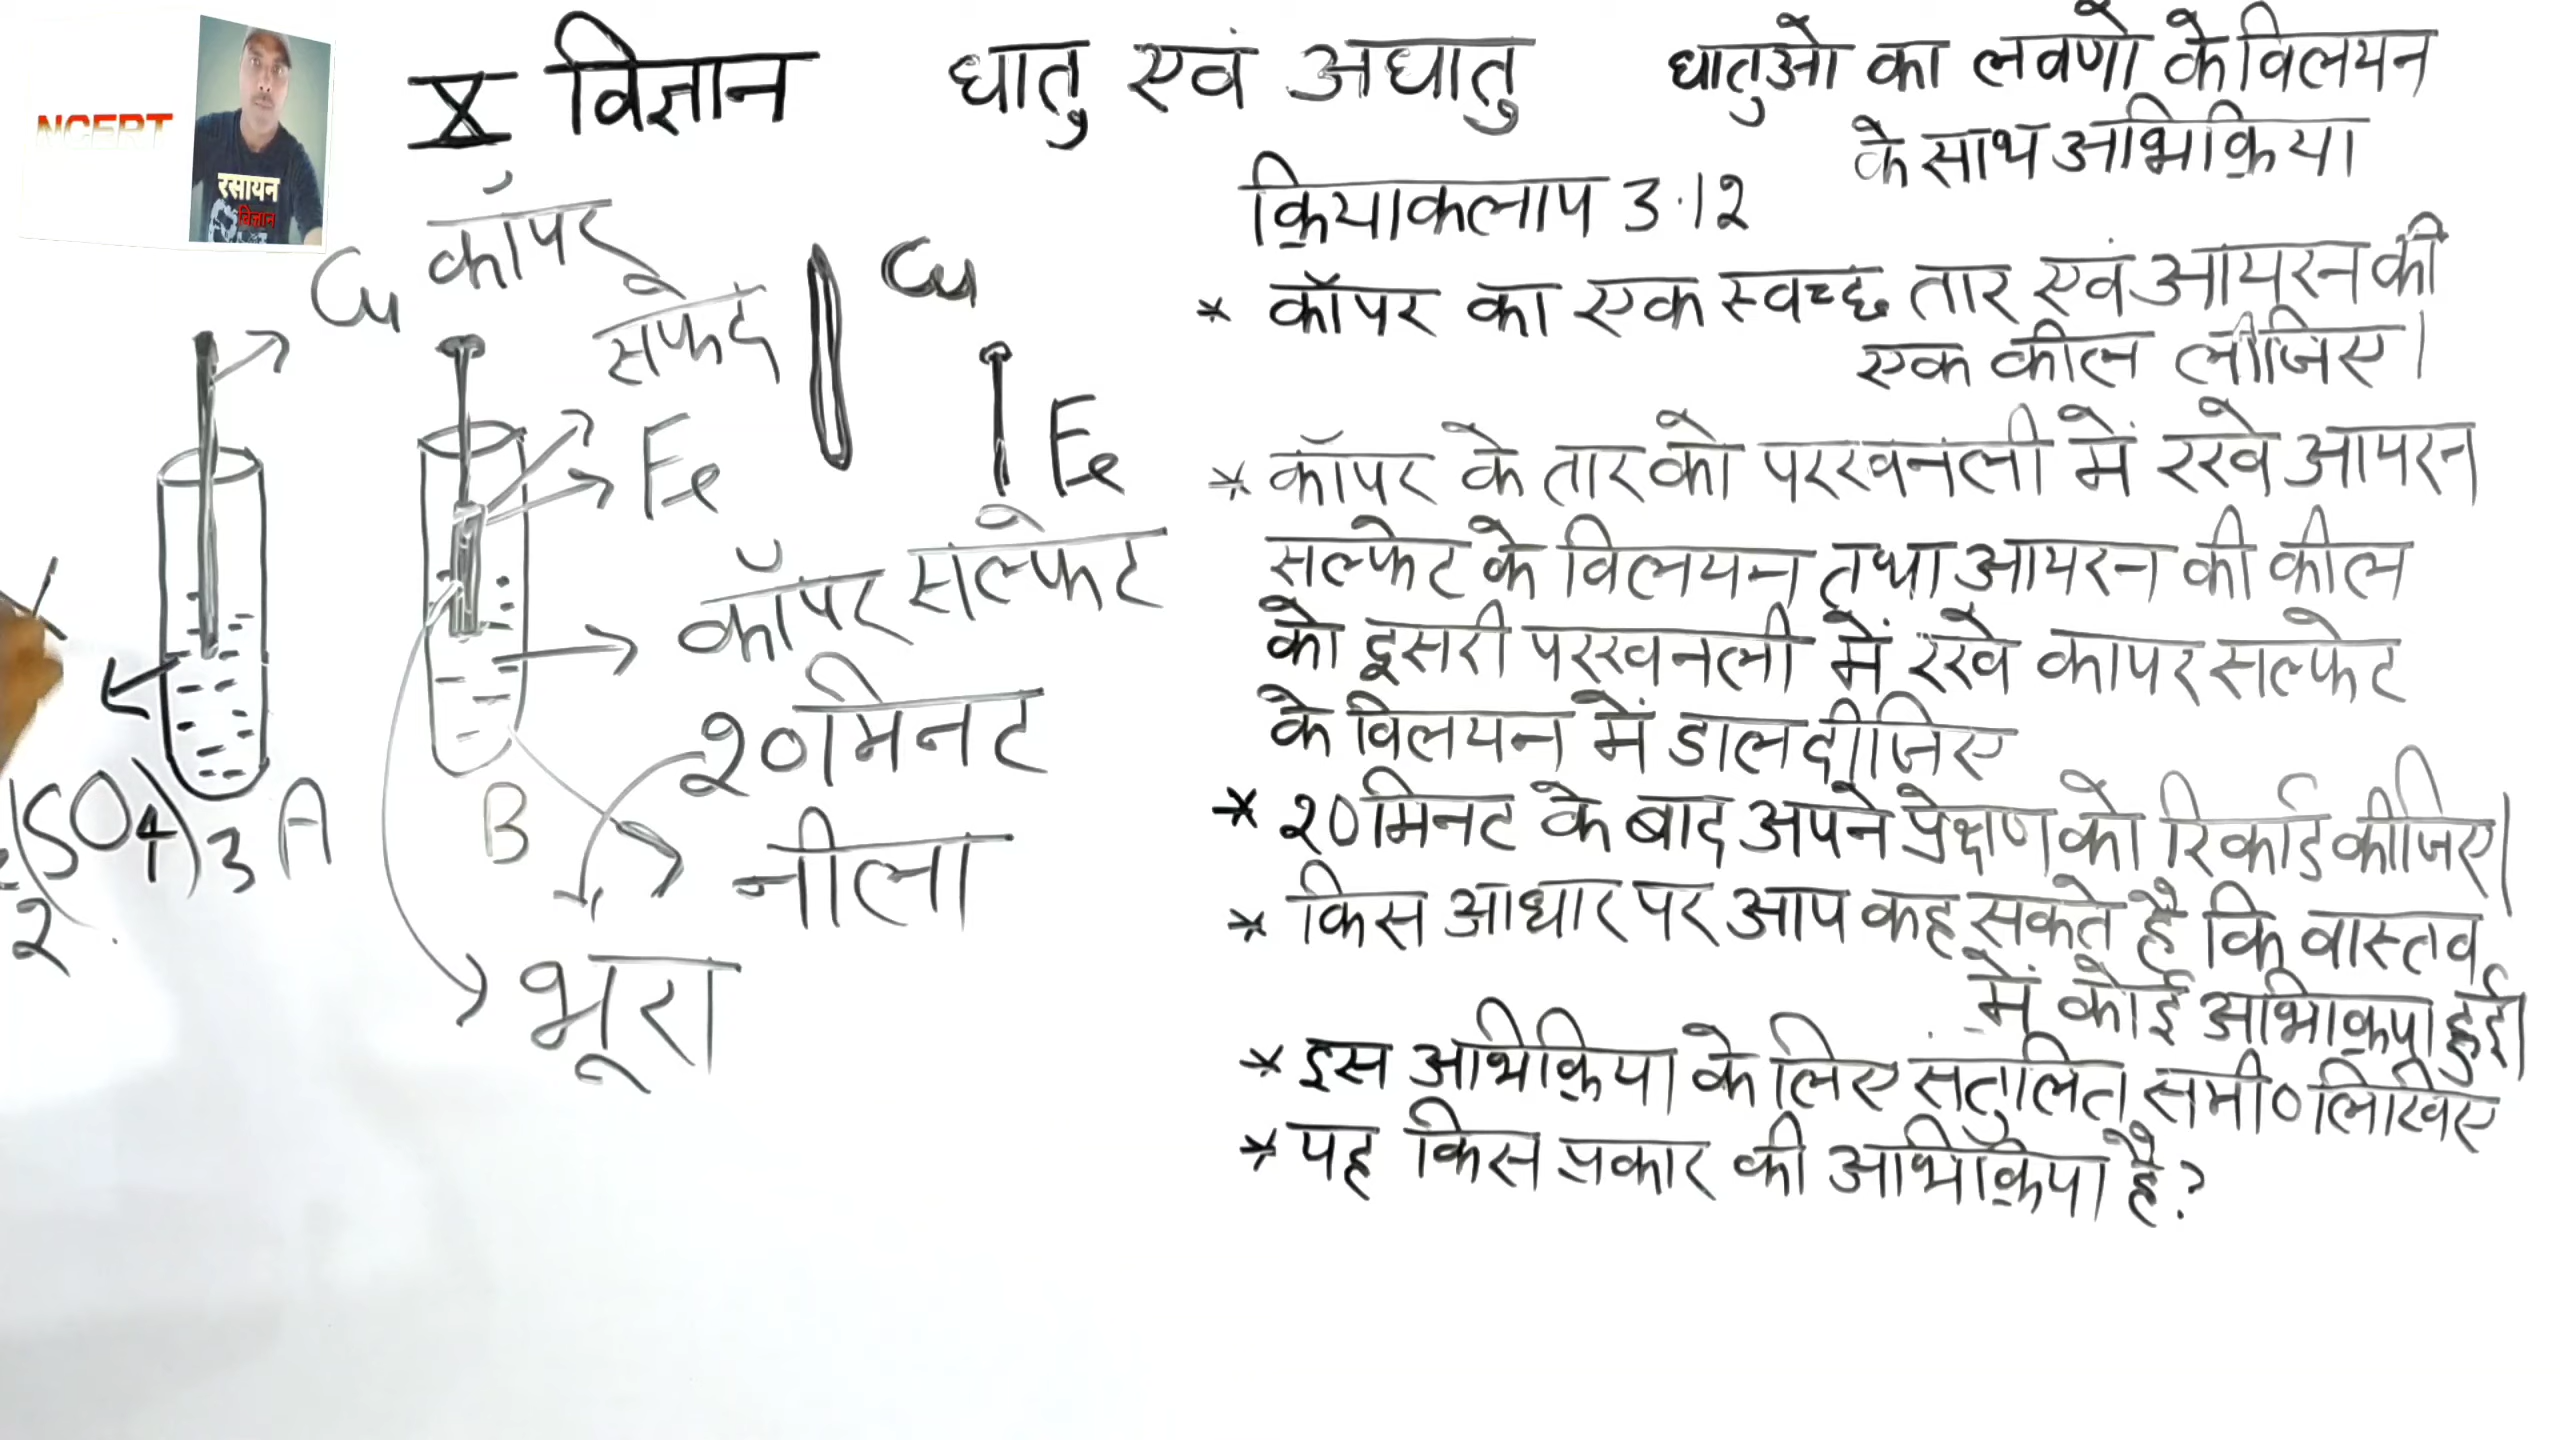 NCERT
रसायन
विज्ञान
X विज्ञान धातु एवं अधातु धातुओ का लवणो के विलयन
के साथ अभिक्रिया
क्रियाकलाप 3.12
* कॉपर का एक स्वच्छ तार एवं आयरन की
एक कील लीजिए।
* कॉपर के तार को परखनली में रखे आयरन
सल्फेट के विलयन तथा आयरन की कील
को दूसरी परखनली में रखे कापर सल्फेट
के विलयन में डाल दीजिए
* 20 मिनट के बाद अपने प्रेक्षण को रिकार्ड कीजिए।
* किस आधार पर आप कह सकते है कि वास्तव
में कोई अभिक्रिया हुई।
* इस अभिक्रिया के लिए संतुलित समी० लिखिए
* यह किस प्रकार की अभिक्रिया है?
Cu कॉपर
सफेद
Cu
Fe
Fe
कॉपर सल्फेट
20 मिनट
नीला
भूरा
(SO4)3
2
A
B